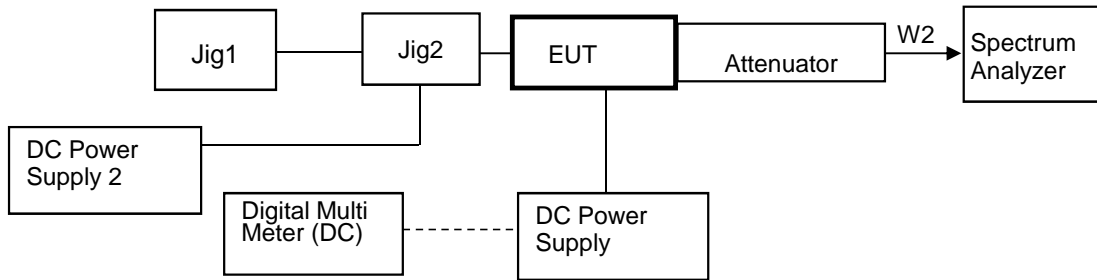 Jig1
Jig2
EUT
Attenuator
W2
Spectrum
Analyzer
DC Power
Supply 2
Digital Multi
Meter (DC)
DC Power
Supply